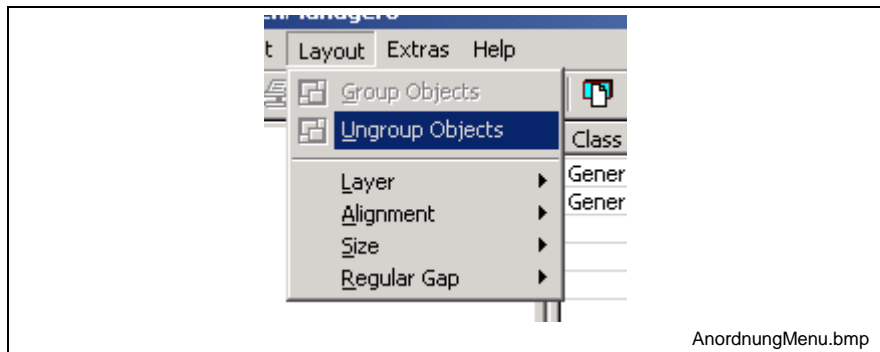 t Layout Extras Help
Group Objects
Ungroup Objects
Class
Layer
Gener
Alignment
Gener
Size
Regular Gap
AnordnungMenu.bmp